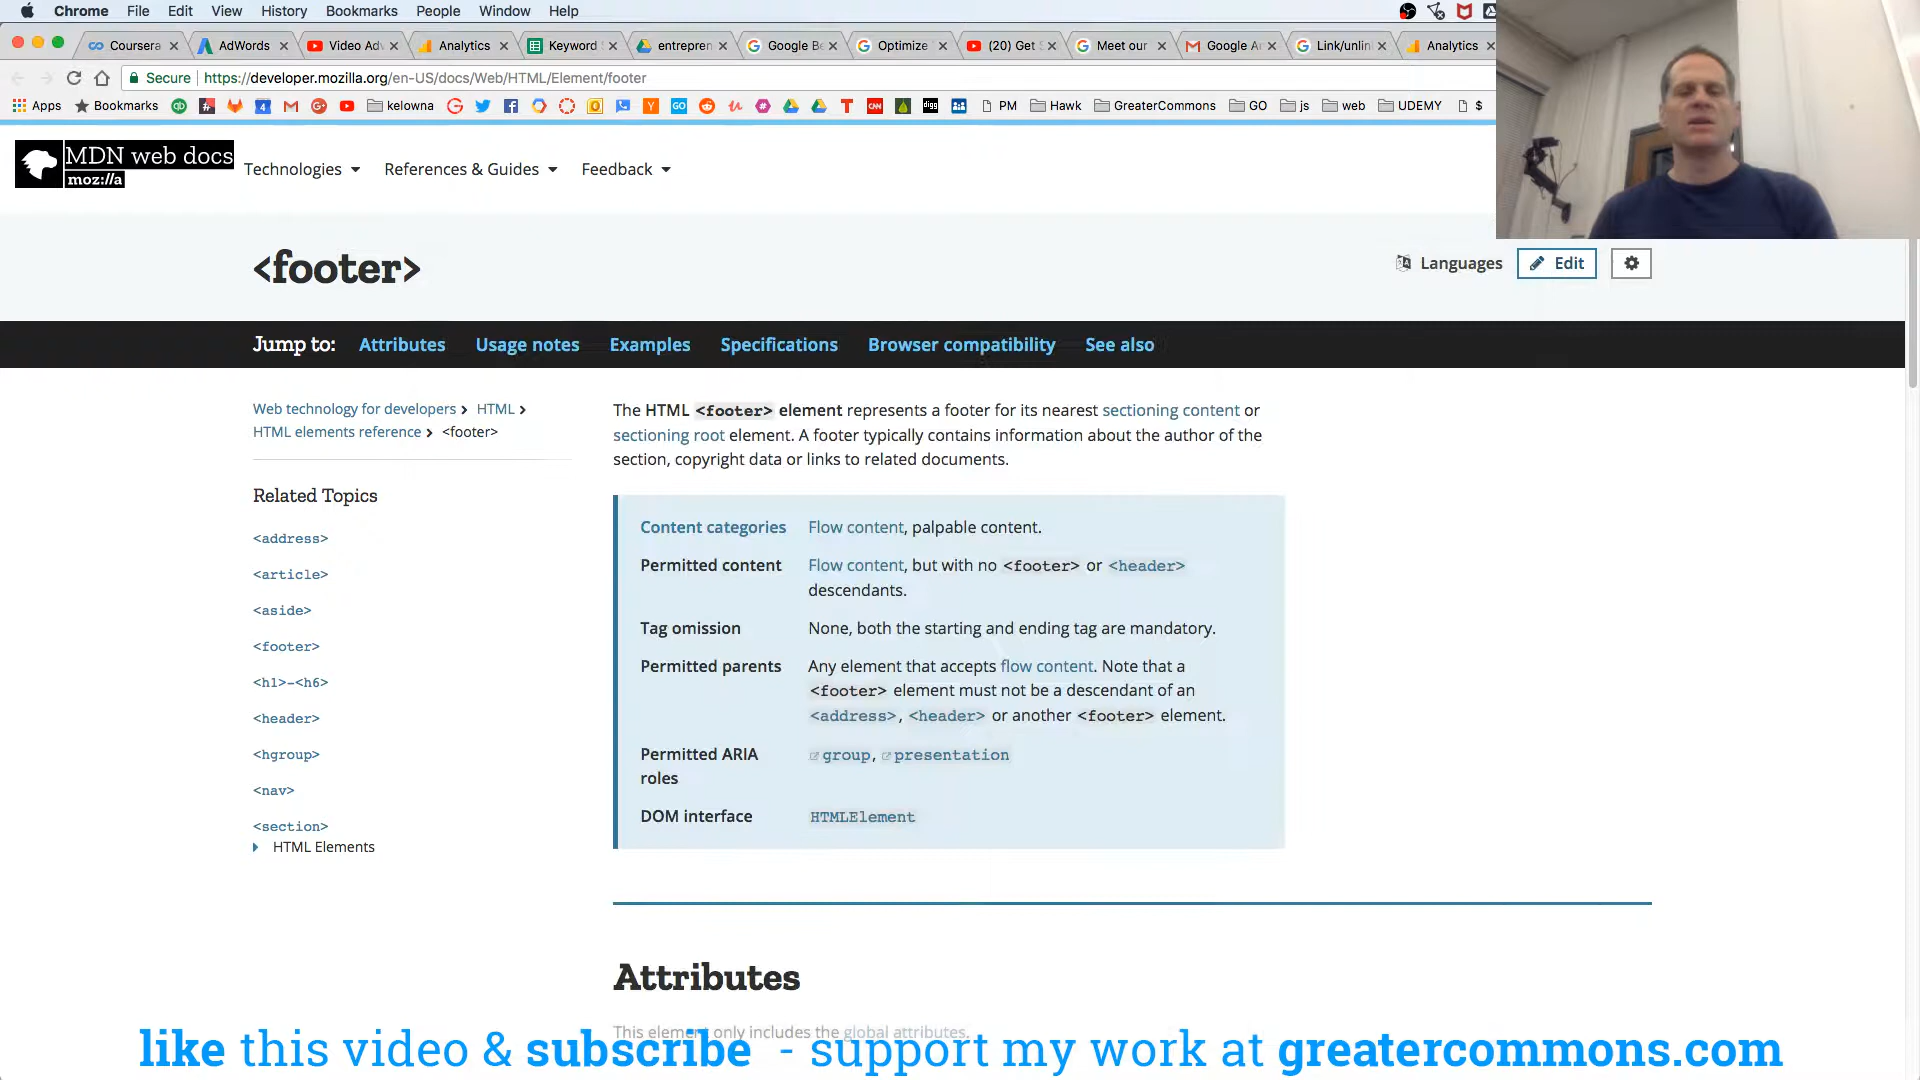 Chrome File Edit View History Bookmarks People Window Help
Coursera AdWords Video Adv Analytics Keyword entrepren Google Be Optimize (20) Get S Meet our Google An Link/unlin Analytics
Secure https://developer.mozilla.org/en-US/docs/Web/HTML/Element/footer
Apps Bookmarks kelowna PM Hawk GreaterCommons GO js web UDEMY $
MDN web docs
moz://a
Technologies References & Guides Feedback
<footer>
Languages Edit
Jump to: Attributes Usage notes Examples Specifications Browser compatibility See also
Web technology for developers > HTML >
HTML elements reference > <footer>
Related Topics
<address>
<article>
<aside>
<footer>
<h1>-<h6>
<header>
<hgroup>
<nav>
<section>
HTML Elements
The HTML <footer> element represents a footer for its nearest sectioning content or
sectioning root element. A footer typically contains information about the author of the
section, copyright data or links to related documents.
Content categories Flow content, palpable content.
Permitted content Flow content, but with no <footer> or <header>
descendants.
Tag omission None, both the starting and ending tag are mandatory.
Permitted parents Any element that accepts flow content. Note that a
<footer> element must not be a descendant of an
<address>, <header> or another <footer> element.
Permitted ARIA
roles
group, presentation
DOM interface HTMLElement
Attributes
This element only includes the global attributes.
like this video & subscribe - support my work at greatercommons.com